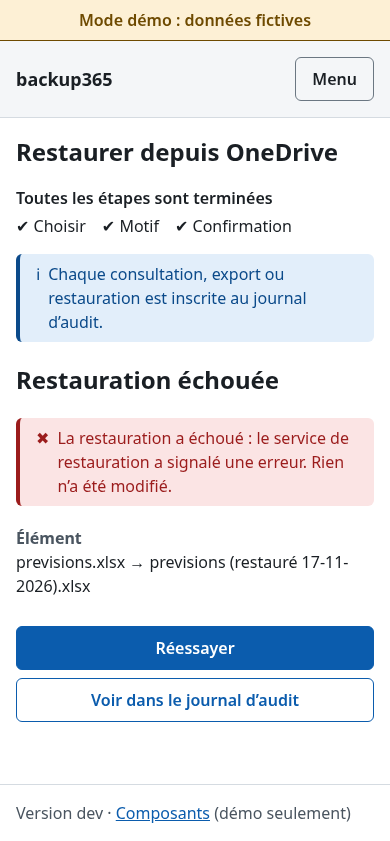 Mode démo : données fictives
backup365
Menu
Restaurer depuis OneDrive
Toutes les étapes sont terminées
✔ Choisir ✔ Motif ✔ Confirmation
i Chaque consultation, export ou
restauration est inscrite au journal
d’audit.
Restauration échouée
✖ La restauration a échoué : le service de
restauration a signalé une erreur. Rien
n’a été modifié.
Élément
previsions.xlsx → previsions (restauré 17-11-
2026).xlsx
Réessayer
Voir dans le journal d’audit
Version dev · Composants (démo seulement)